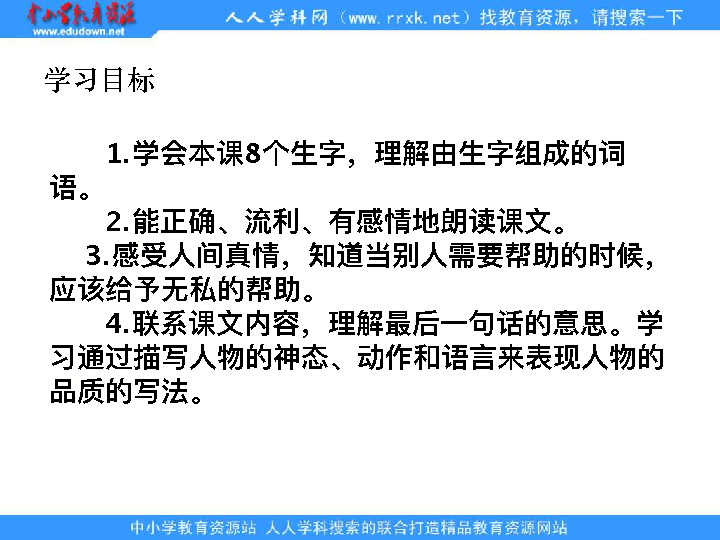 中小学教育资源
www.edudown.net
人人学科网（www.rrxk.net）找教育资源，请搜索一下
学习目标
1.学会本课8个生字，理解由生字组成的词
语。
2.能正确、流利、有感情地朗读课文。
3.感受人间真情，知道当别人需要帮助的时候，
应该给予无私的帮助。
4.联系课文内容，理解最后一句话的意思。学
习通过描写人物的神态、动作和语言来表现人物的
品质的写法。
中小学教育资源站 人人学科搜索的联合打造精品教育资源网站